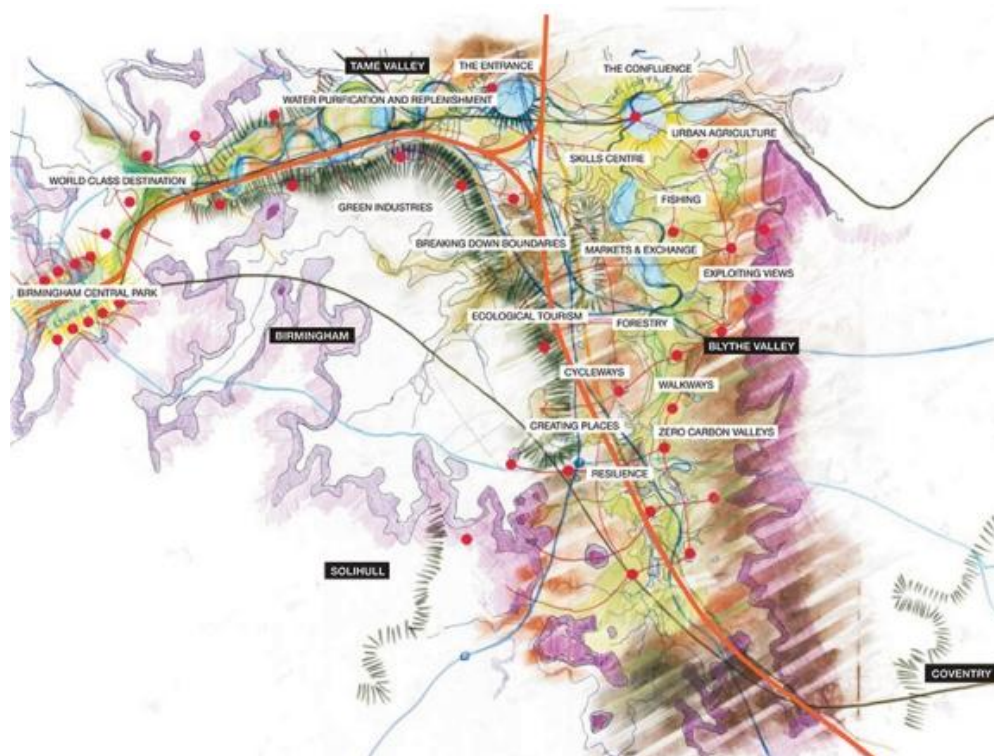 TAME VALLEY
THE ENTRANCE
THE CONFLUENCE
WATER PURIFICATION AND REPLENISHMENT
URBAN AGRICULTURE
SKILLS CENTRE
WORLD CLASS DESTINATION
FISHING
GREEN INDUSTRIES
BREAKING DOWN BOUNDARIES
MARKETS & EXCHANGE
EXPLOITING VIEWS
BIRMINGHAM CENTRAL PARK
ECOLOGICAL TOURISM
FORESTRY
BIRMINGHAM
BLYTHE VALLEY
CYCLEWAYS
WALKWAYS
CREATING PLACES
ZERO CARBON VALLEYS
RESILIENCE
SOLIHULL
COVENTRY